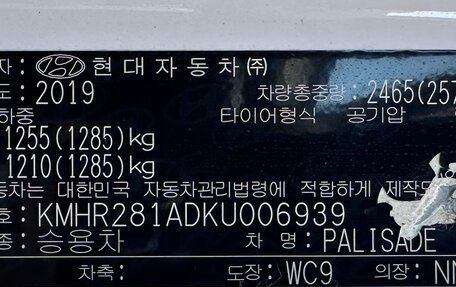 자 : 현대자동차㈜
도 : 2019 차량총중량 : 2465(257
하중 타이어형식 공기압
1255(1285)kg
1210(1285)kg
동차는 대한민국 자동차관리법령에 적합하게 제작되
호 : KMHR281ADKU006939
종 : 승용차 차 명 : PALISADE
차축 : 도장 : WC9 의장 : NN